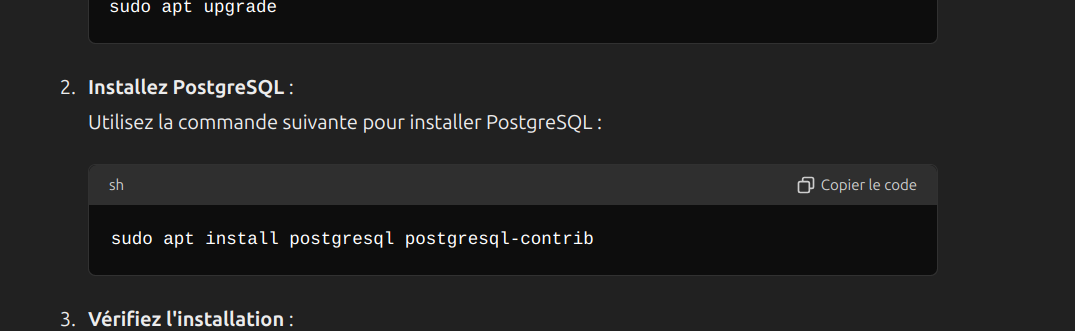 sudo apt upgrade
2. Installez PostgreSQL :
Utilisez la commande suivante pour installer PostgreSQL :
sh
Copier le code
sudo apt install postgresql postgresql-contrib
3. Vérifiez l'installation :